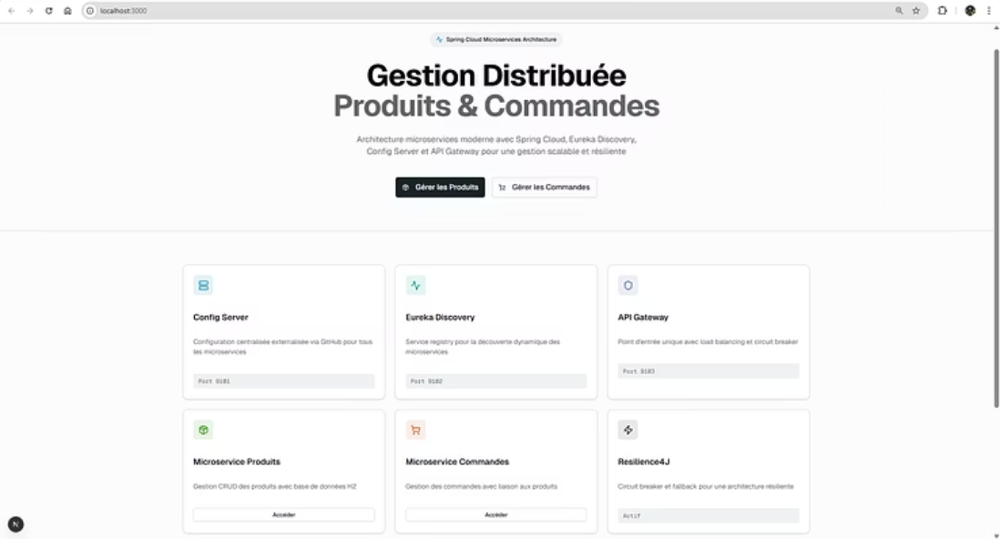 localhost:3000
Spring Cloud Microservices Architecture
Gestion Distribuée
Produits & Commandes
Architecture microservices moderne avec Spring Cloud, Eureka Discovery,
Config Server et API Gateway pour une gestion scalable et résiliente
Gérer les Produits
Gérer les Commandes
Config Server
Configuration centralisée externalisée via GitHub pour tous
les microservices
Port 9101
Eureka Discovery
Service registry pour la découverte dynamique des
microservices
Port 9102
API Gateway
Point d'entrée unique avec load balancing et circuit breaker
Port 9103
Microservice Produits
Gestion CRUD des produits avec base de données H2
Accéder
Microservice Commandes
Gestion des commandes avec liaison aux produits
Accéder
Resilience4J
Circuit breaker et fallback pour une architecture résiliente
Actif
N